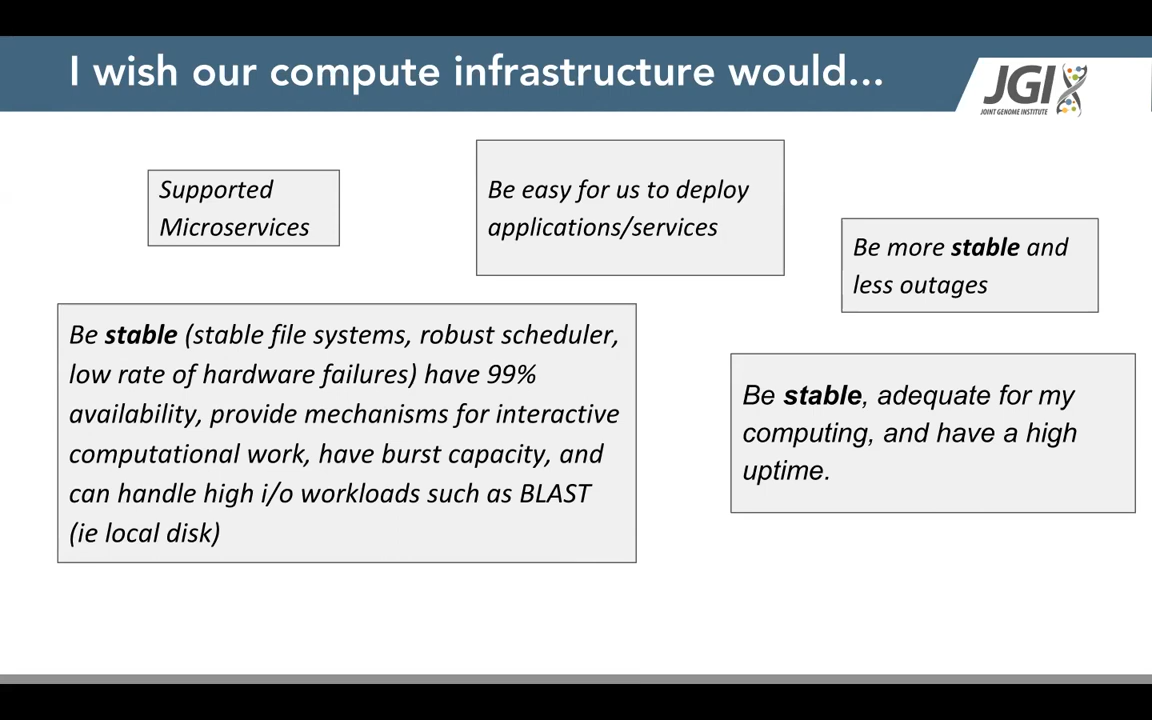 I wish our compute infrastructure would...
JGI
JOINT GENOME INSTITUTE
Supported
Microservices
Be easy for us to deploy
applications/services
Be more stable and
less outages
Be stable (stable file systems, robust scheduler,
low rate of hardware failures) have 99%
availability, provide mechanisms for interactive
computational work, have burst capacity, and
can handle high i/o workloads such as BLAST
(ie local disk)
Be stable, adequate for my
computing, and have a high
uptime.